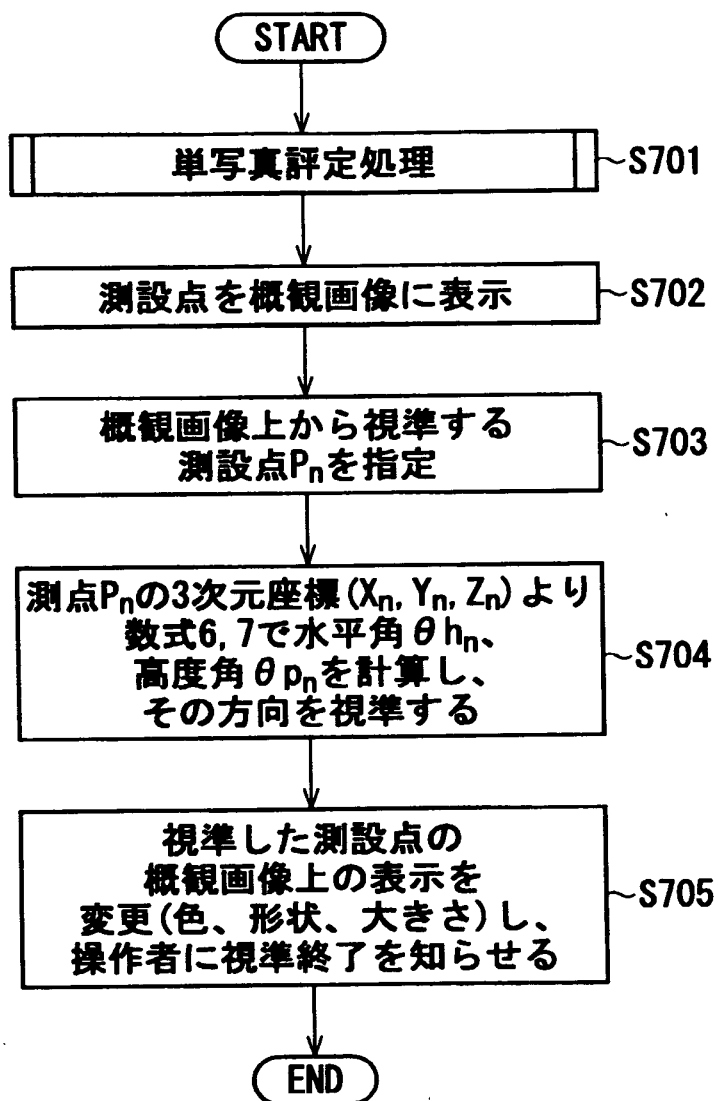 START
単写真評定処理
~S701
測設点を概観画像に表示
~S702
概観画像上から視準する
測設点Pnを指定
~S703
測点Pnの3次元座標(Xn, Yn, Zn)より
数式6,7で水平角θhn、
高度角θpnを計算し、
その方向を視準する
~S704
視準した測設点の
概観画像上の表示を
変更(色、形状、大きさ)し、
操作者に視準終了を知らせる
~S705
END